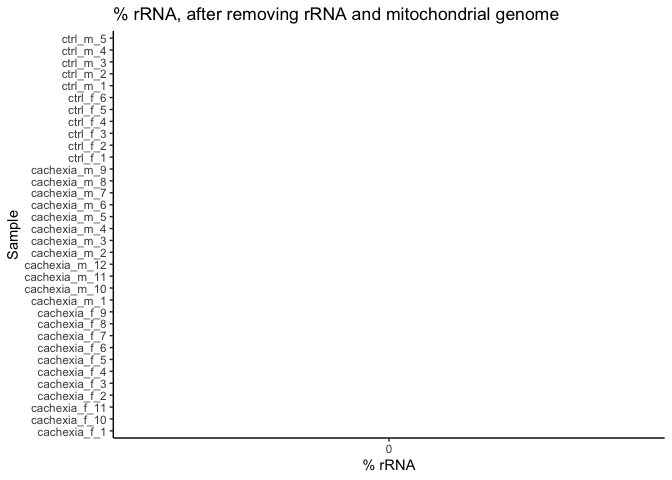 % rRNA, after removing rRNA and mitochondrial genome
ctrl_m_5
ctrl_m_4
ctrl_m_3
ctrl_m_2
ctrl_m_1
ctrl_f_6
ctrl_f_5
ctrl_f_4
ctrl_f_3
ctrl_f_2
ctrl_f_1
cachexia_m_9
cachexia_m_8
cachexia_m_7
cachexia_m_6
cachexia_m_5
cachexia_m_4
cachexia_m_3
cachexia_m_2
cachexia_m_12
cachexia_m_11
cachexia_m_10
cachexia_m_1
cachexia_f_9
cachexia_f_8
cachexia_f_7
cachexia_f_6
cachexia_f_5
cachexia_f_4
cachexia_f_3
cachexia_f_2
cachexia_f_11
cachexia_f_10
cachexia_f_1
Sample
0
% rRNA